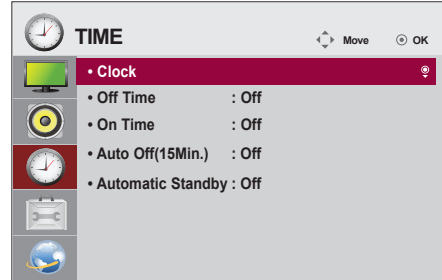 TIME Move OK
• Clock
• Off Time : Off
• On Time : Off
• Auto Off(15Min.) : Off
• Automatic Standby : Off